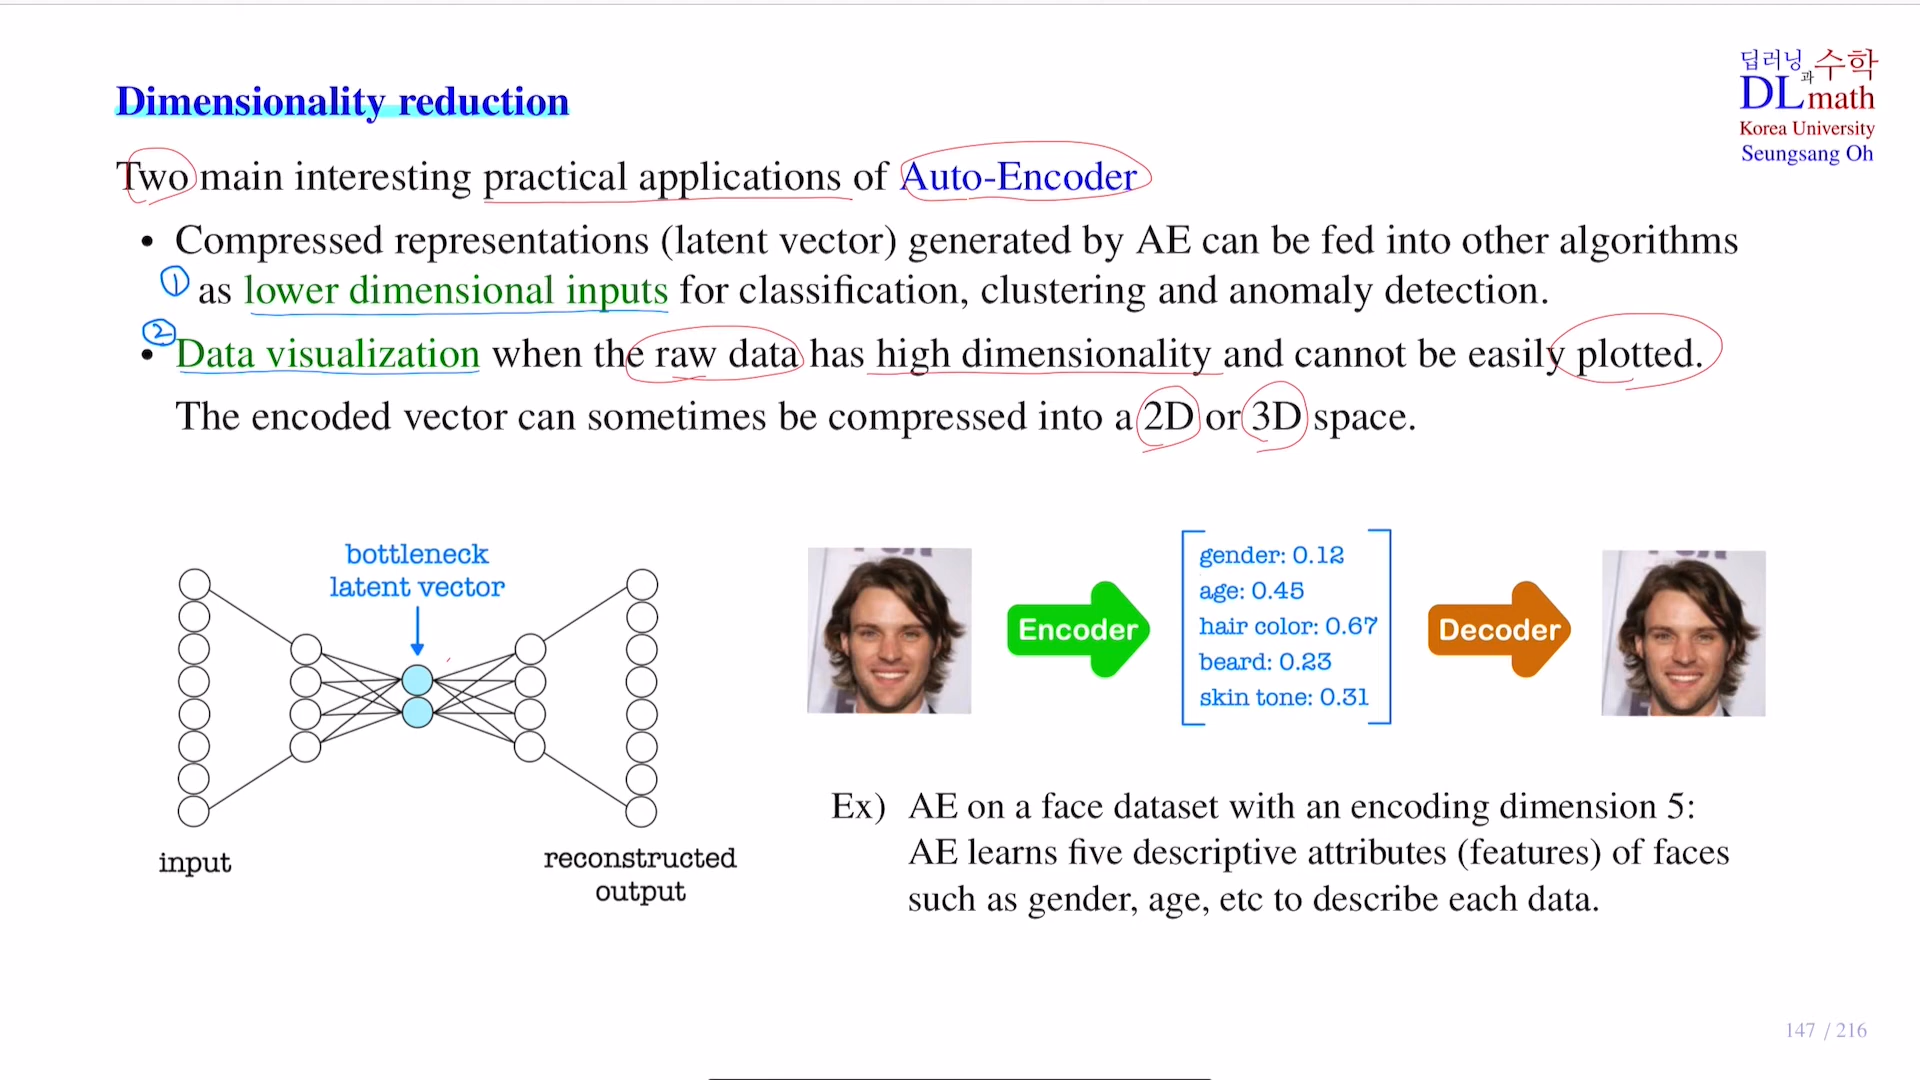 딥러닝과 수학
DL math
Korea University
Seungsang Oh
Dimensionality reduction
Two main interesting practical applications of Auto-Encoder
• Compressed representations (latent vector) generated by AE can be fed into other algorithms
① as lower dimensional inputs for classification, clustering and anomaly detection.
②
• Data visualization when the raw data has high dimensionality and cannot be easily plotted.
The encoded vector can sometimes be compressed into a 2D or 3D space.
bottleneck
latent vector
input
reconstructed
output
Encoder
gender: 0.12
age: 0.45
hair color: 0.67
beard: 0.23
skin tone: 0.31
Decoder
Ex) AE on a face dataset with an encoding dimension 5:
AE learns five descriptive attributes (features) of faces
such as gender, age, etc to describe each data.
147 / 216